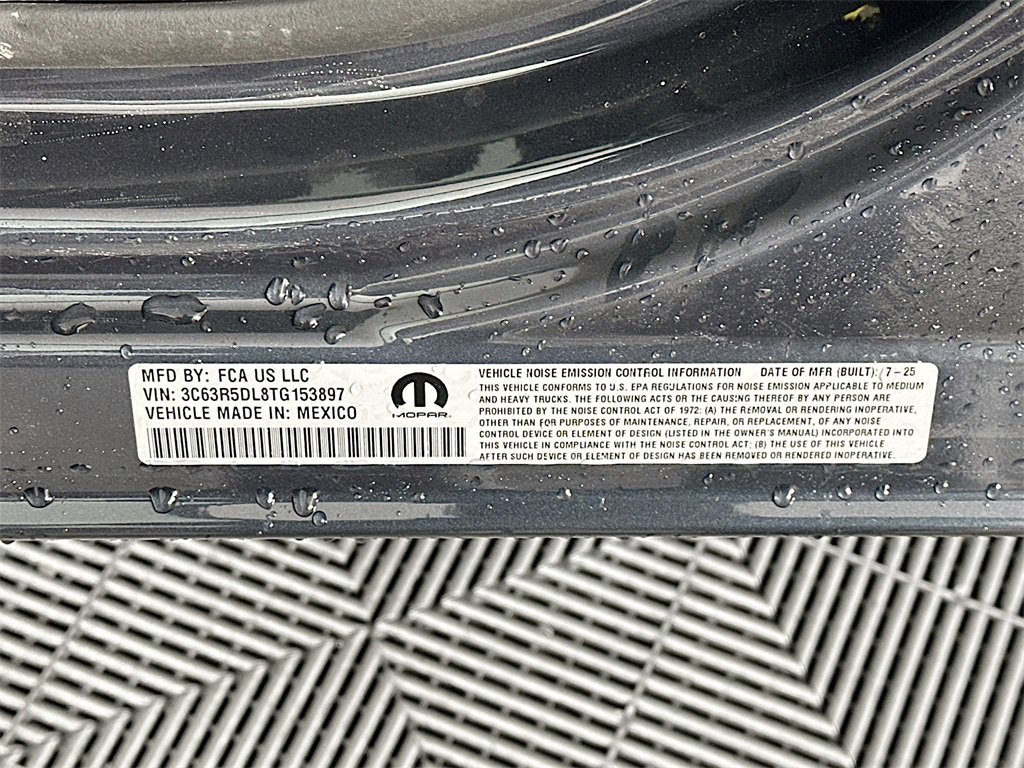 MFD BY: FCA US LLC
VIN: 3C63R5DL8TG153897
VEHICLE MADE IN: MEXICO
MOPAR.
VEHICLE NOISE EMISSION CONTROL INFORMATION DATE OF MFR (BUILT): 7-25
THIS VEHICLE CONFORMS TO U.S. EPA REGULATIONS FOR NOISE EMISSION APPLICABLE TO MEDIUM
AND HEAVY TRUCKS. THE FOLLOWING ACTS OR THE CAUSING THEREOF BY ANY PERSON ARE
PROHIBITED BY THE NOISE CONTROL ACT OF 1972: (A) THE REMOVAL OR RENDERING INOPERATIVE,
OTHER THAN FOR PURPOSES OF MAINTENANCE, REPAIR, OR REPLACEMENT, OF ANY NOISE
CONTROL DEVICE OR ELEMENT OF DESIGN (LISTED IN THE OWNER'S MANUAL) INCORPORATED INTO
THIS VEHICLE IN COMPLIANCE WITH THE NOISE CONTROL ACT; (B) THE USE OF THIS VEHICLE
AFTER SUCH DEVICE OR ELEMENT OF DESIGN HAS BEEN REMOVED OR RENDERED INOPERATIVE.